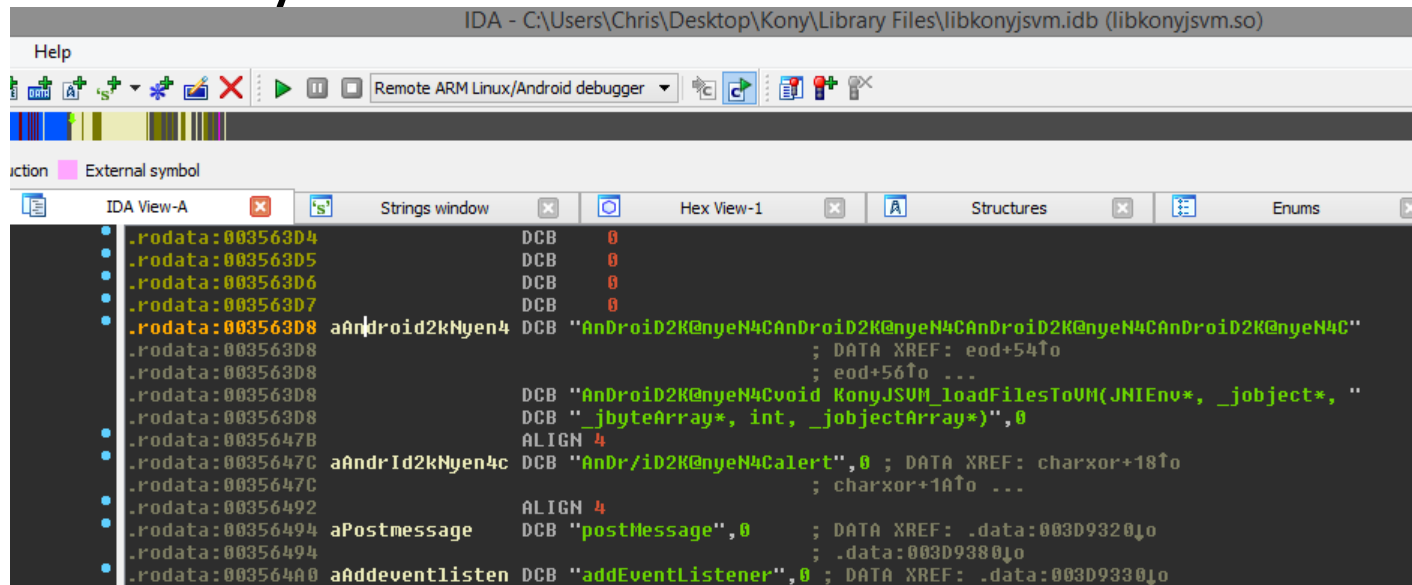 IDA - C:\Users\Chris\Desktop\Kony\Library Files\libkonyjsvm.idb (libkonyjsvm.so)
Help
Remote ARM Linux/Android debugger
External symbol
IDA View-A Strings window Hex View-1 Structures Enums
.rodata:003563D4 DCB 0
.rodata:003563D5 DCB 0
.rodata:003563D6 DCB 0
.rodata:003563D7 DCB 0
.rodata:003563D8 aAndroid2kNyen4 DCB "AnDroiD2K@nyeN4CAnDroiD2K@nyeN4CAnDroiD2K@nyeN4CAnDroiD2K@nyeN4C"
.rodata:003563D8 ; DATA XREF: eod+54↑o
.rodata:003563D8 ; eod+56↑o ...
.rodata:003563D8 DCB "AnDroiD2K@nyeN4Cvoid KonyJSVM_loadFilesToVM(JNIEnv*, _jobject*, "
.rodata:003563D8 DCB "_jbyteArray*, int, _jobjectArray*)",0
.rodata:0035647B ALIGN 4
.rodata:0035647C aAndrId2kNyen4c DCB "AnDr/iD2K@nyeN4Calert",0 ; DATA XREF: charxor+18↑o
.rodata:0035647C ; charxor+1A↑o ...
.rodata:00356492 ALIGN 4
.rodata:00356494 aPostmessage DCB "postMessage",0 ; DATA XREF: .data:003D9320↓o
.rodata:00356494 ; .data:003D9380↓o
.rodata:003564A0 aAddeventlisten DCB "addEventListener",0 ; DATA XREF: .data:003D9330↓o